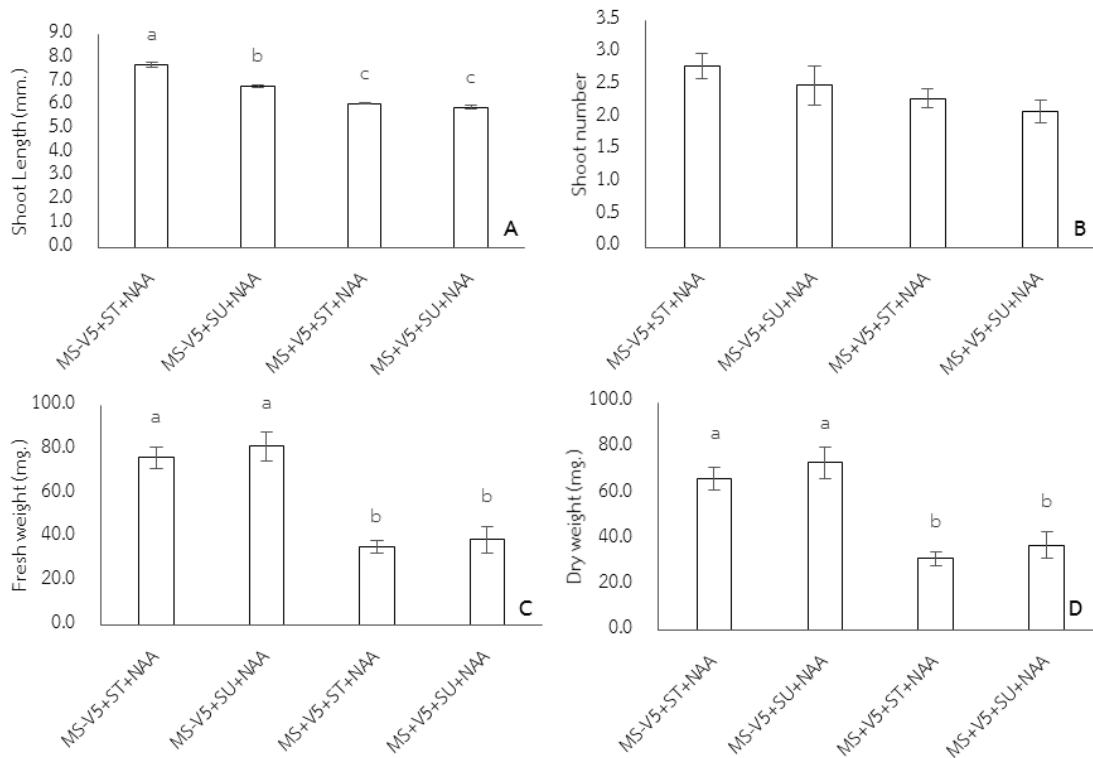 Shoot Length (mm.)
9.0
8.0
7.0
6.0
5.0
4.0
3.0
2.0
1.0
0.0
a
b
c
c
A
MS-V5+ST+NAA
MS-V5+SU+NAA
MS+V5+ST+NAA
MS+V5+SU+NAA
Shoot number
3.5
3.0
2.5
2.0
1.5
1.0
0.5
0.0
B
MS-V5+ST+NAA
MS-V5+SU+NAA
MS+V5+ST+NAA
MS+V5+SU+NAA
Fresh weight (mg.)
100.0
80.0
60.0
40.0
20.0
0.0
a
a
b
b
C
MS-V5+ST+NAA
MS-V5+SU+NAA
MS+V5+ST+NAA
MS+V5+SU+NAA
Dry weight (mg.)
100.0
80.0
60.0
40.0
20.0
0.0
a
a
b
b
D
MS-V5+ST+NAA
MS-V5+SU+NAA
MS+V5+ST+NAA
MS+V5+SU+NAA